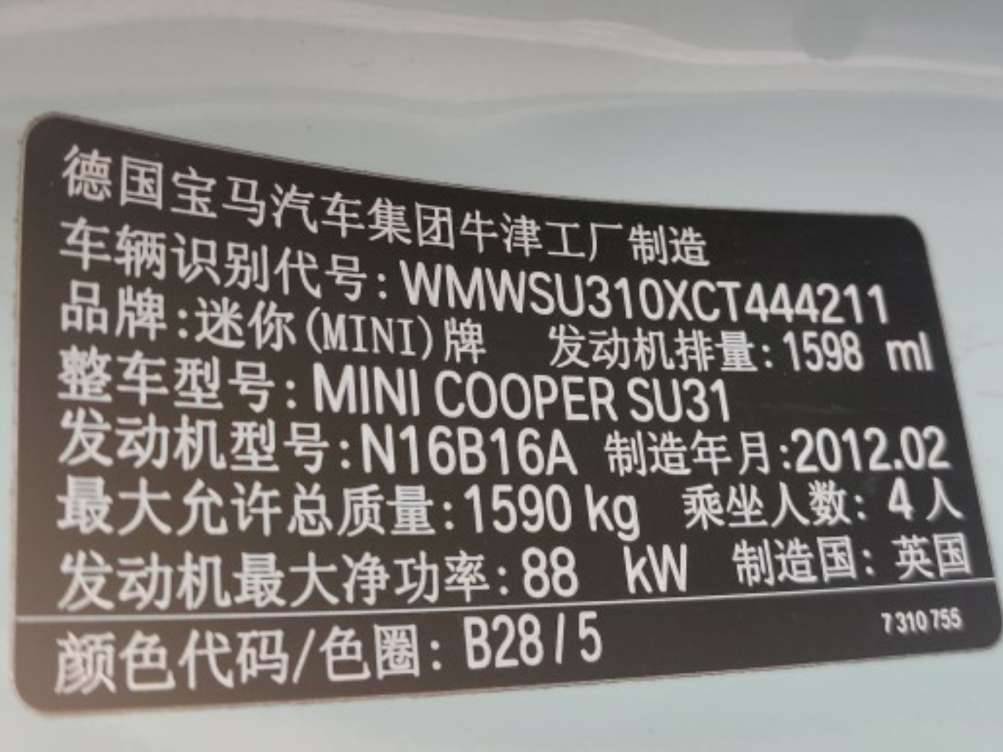 德国宝马汽车集团牛津工厂制造
车辆识别代号:WMWSU310XCT444211
品牌:迷你(MINI)牌 发动机排量:1598 ml
整车型号:MINI COOPER SU31
发动机型号:N16B16A 制造年月:2012.02
最大允许总质量:1590 kg 乘坐人数:4人
发动机最大净功率:88 kW 制造国:英国
颜色代码/色圈:B28/5 7 310 755